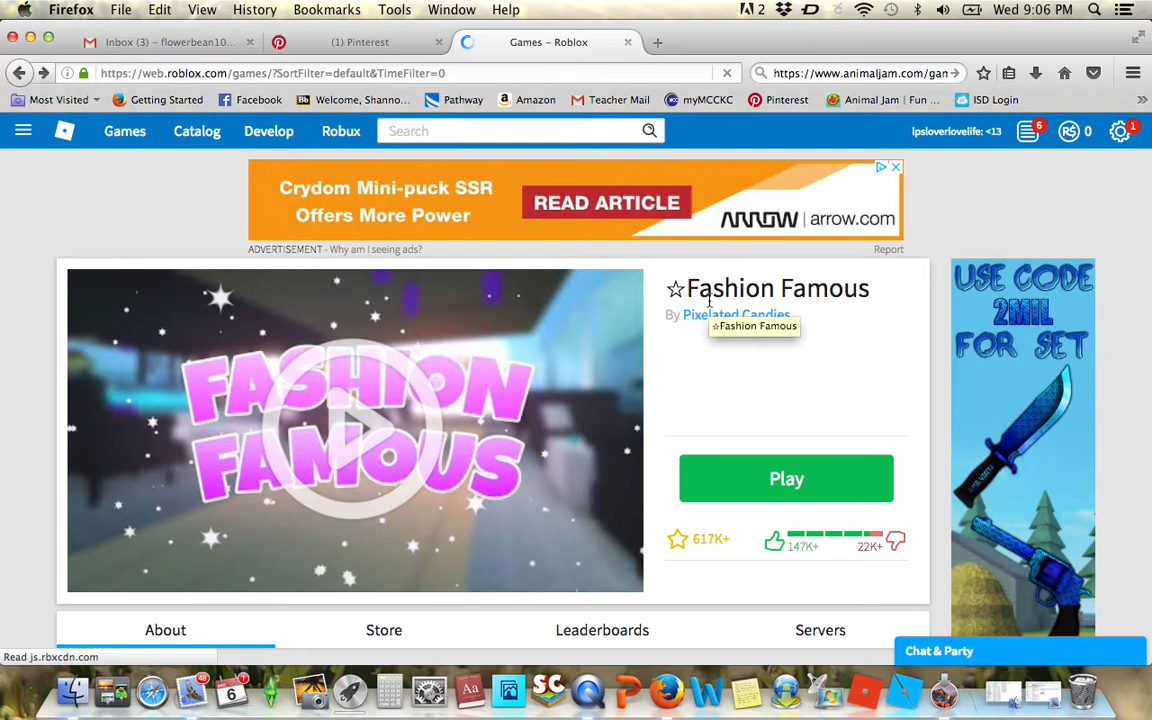 Firefox File Edit View History Bookmarks Tools Window Help 2 Wed 9:06 PM
Inbox (3) – flowerbean10... (1) Pinterest Games – Roblox
https://web.roblox.com/games/?SortFilter=default&TimeFilter=0 https://www.animaljam.com/gan
Most Visited Getting Started Facebook Welcome, Shanno... Pathway Amazon Teacher Mail myMCCKC Pinterest Animal Jam | Fun ... ISD Login
Games Catalog Develop Robux Search lpsloverlovelife: <13 6 R$ 0 1
Crydom Mini-puck SSR
Offers More Power
READ ARTICLE
ARROW arrow.com
ADVERTISEMENT - Why am I seeing ads? Report
FASHION
FAMOUS
☆Fashion Famous
By Pixelated Candies
☆Fashion Famous
Play
617K+ 147K+ 22K+
USE CODE
2MIL
FOR SET
About Store Leaderboards Servers
Chat & Party
Read js.rbxcdn.com
48 1 6